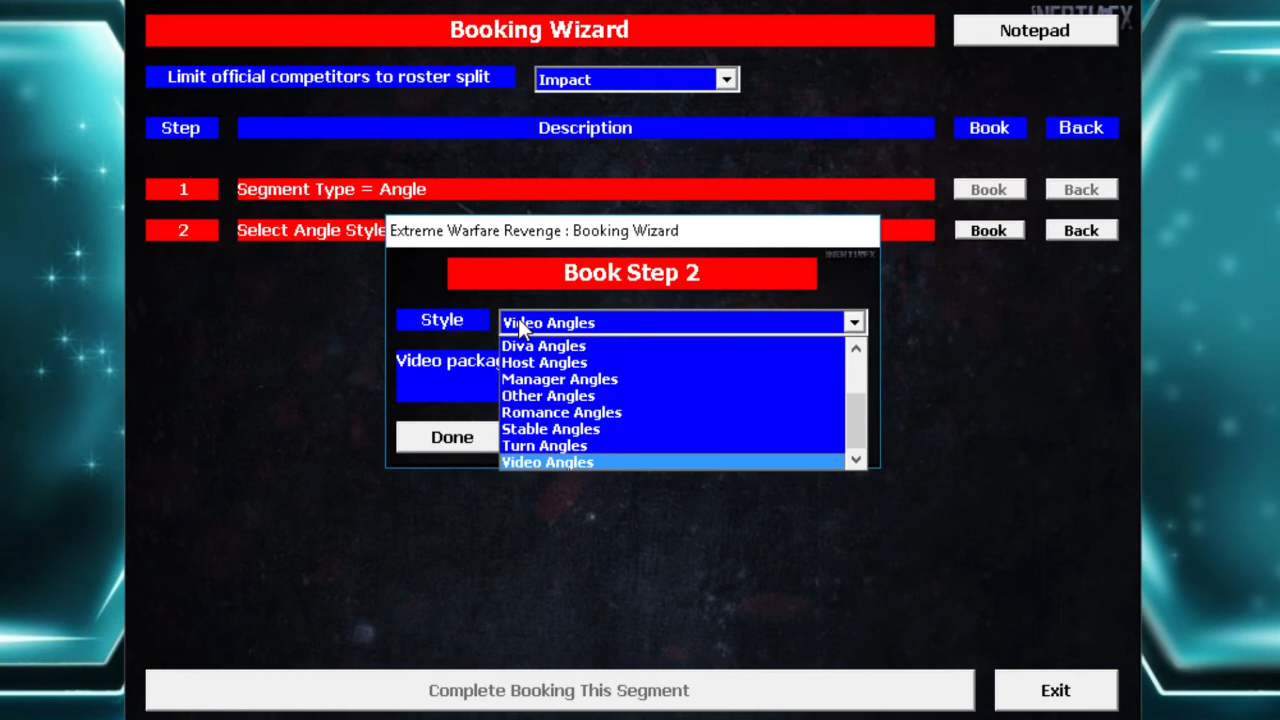 Booking Wizard
Notepad
Limit official competitors to roster split
Impact
Step
Description
Book
Back
1
Segment Type = Angle
Book
Back
2
Select Angle Style
Book
Back
Extreme Warfare Revenge : Booking Wizard
Book Step 2
Style
Video Angles
Diva Angles
Host Angles
Manager Angles
Other Angles
Romance Angles
Stable Angles
Turn Angles
Video Angles
Video
Done
Complete Booking This Segment
Exit